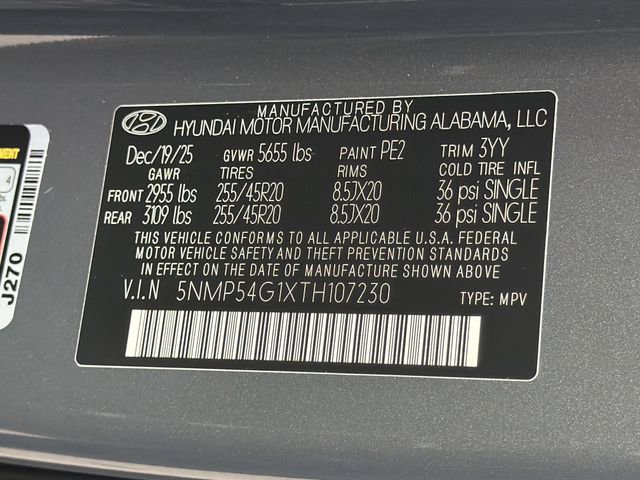 MANUFACTURED BY
HYUNDAI MOTOR MANUFACTURING ALABAMA, LLC
Dec/19/25 GVWR 5655 lbs PAINT PE2 TRIM 3YY
GAWR TIRES RIMS COLD TIRE INFL
FRONT 2955 lbs 255/45R20 8.5JX20 36 psi SINGLE
REAR 3109 lbs 255/45R20 8.5JX20 36 psi SINGLE
THIS VEHICLE CONFORMS TO ALL APPLICABLE U.S.A. FEDERAL
MOTOR VEHICLE SAFETY AND THEFT PREVENTION STANDARDS
IN EFFECT ON THE DATE OF MANUFACTURE SHOWN ABOVE
V.I.N 5NMP54G1XTH107230 TYPE: MPV
4
J270